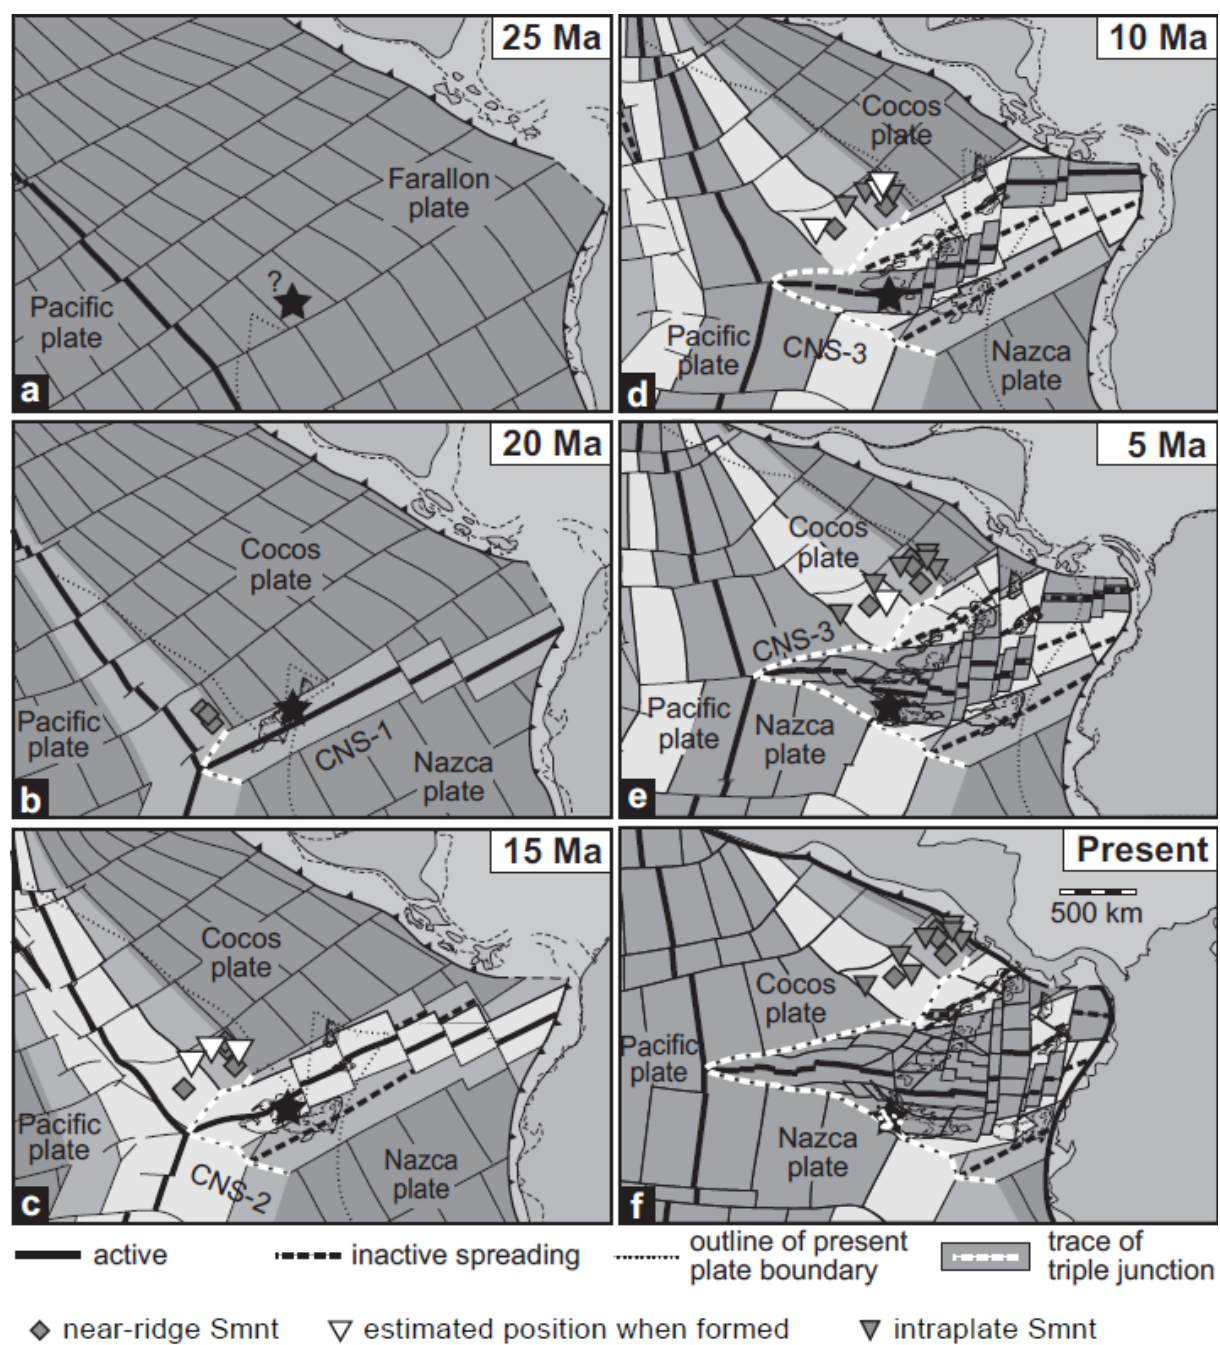 25 Ma
Farallon
plate
?
Pacific
plate
a
20 Ma
Cocos
plate
CNS-1
Pacific
plate
Nazca
plate
b
15 Ma
Cocos
plate
Pacific
plate
CNS-2
Nazca
plate
c
10 Ma
Cocos
plate
Pacific
plate
CNS-3
Nazca
plate
d
5 Ma
Cocos
plate
CNS-3
Pacific
plate
Nazca
plate
e
Present
500 km
Cocos
plate
Pacific
plate
Nazca
plate
f
active
inactive spreading
outline of present
plate boundary
trace of
triple junction
near-ridge Smnt
estimated position when formed
intraplate Smnt